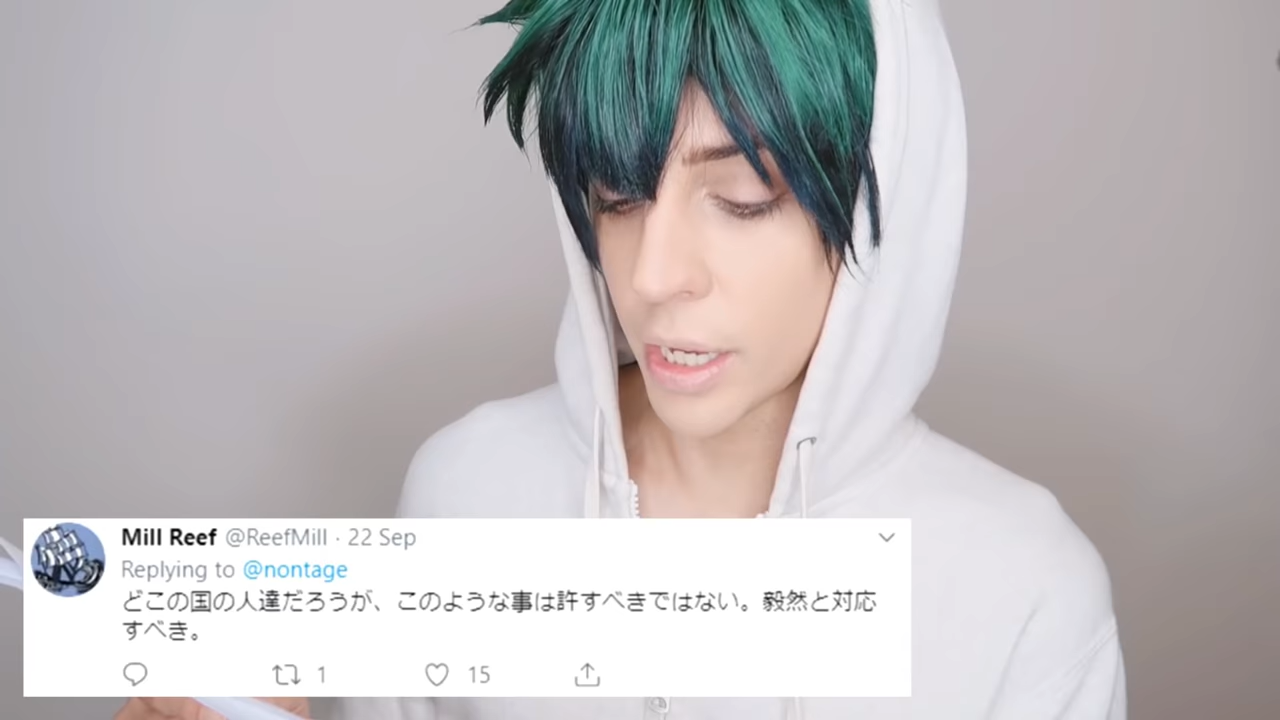 Mill Reef @ReefMill · 22 Sep
Replying to @nontage
どこの国の人達だろうが、このような事は許すべきではない。毅然と対応
すべき。
1 15